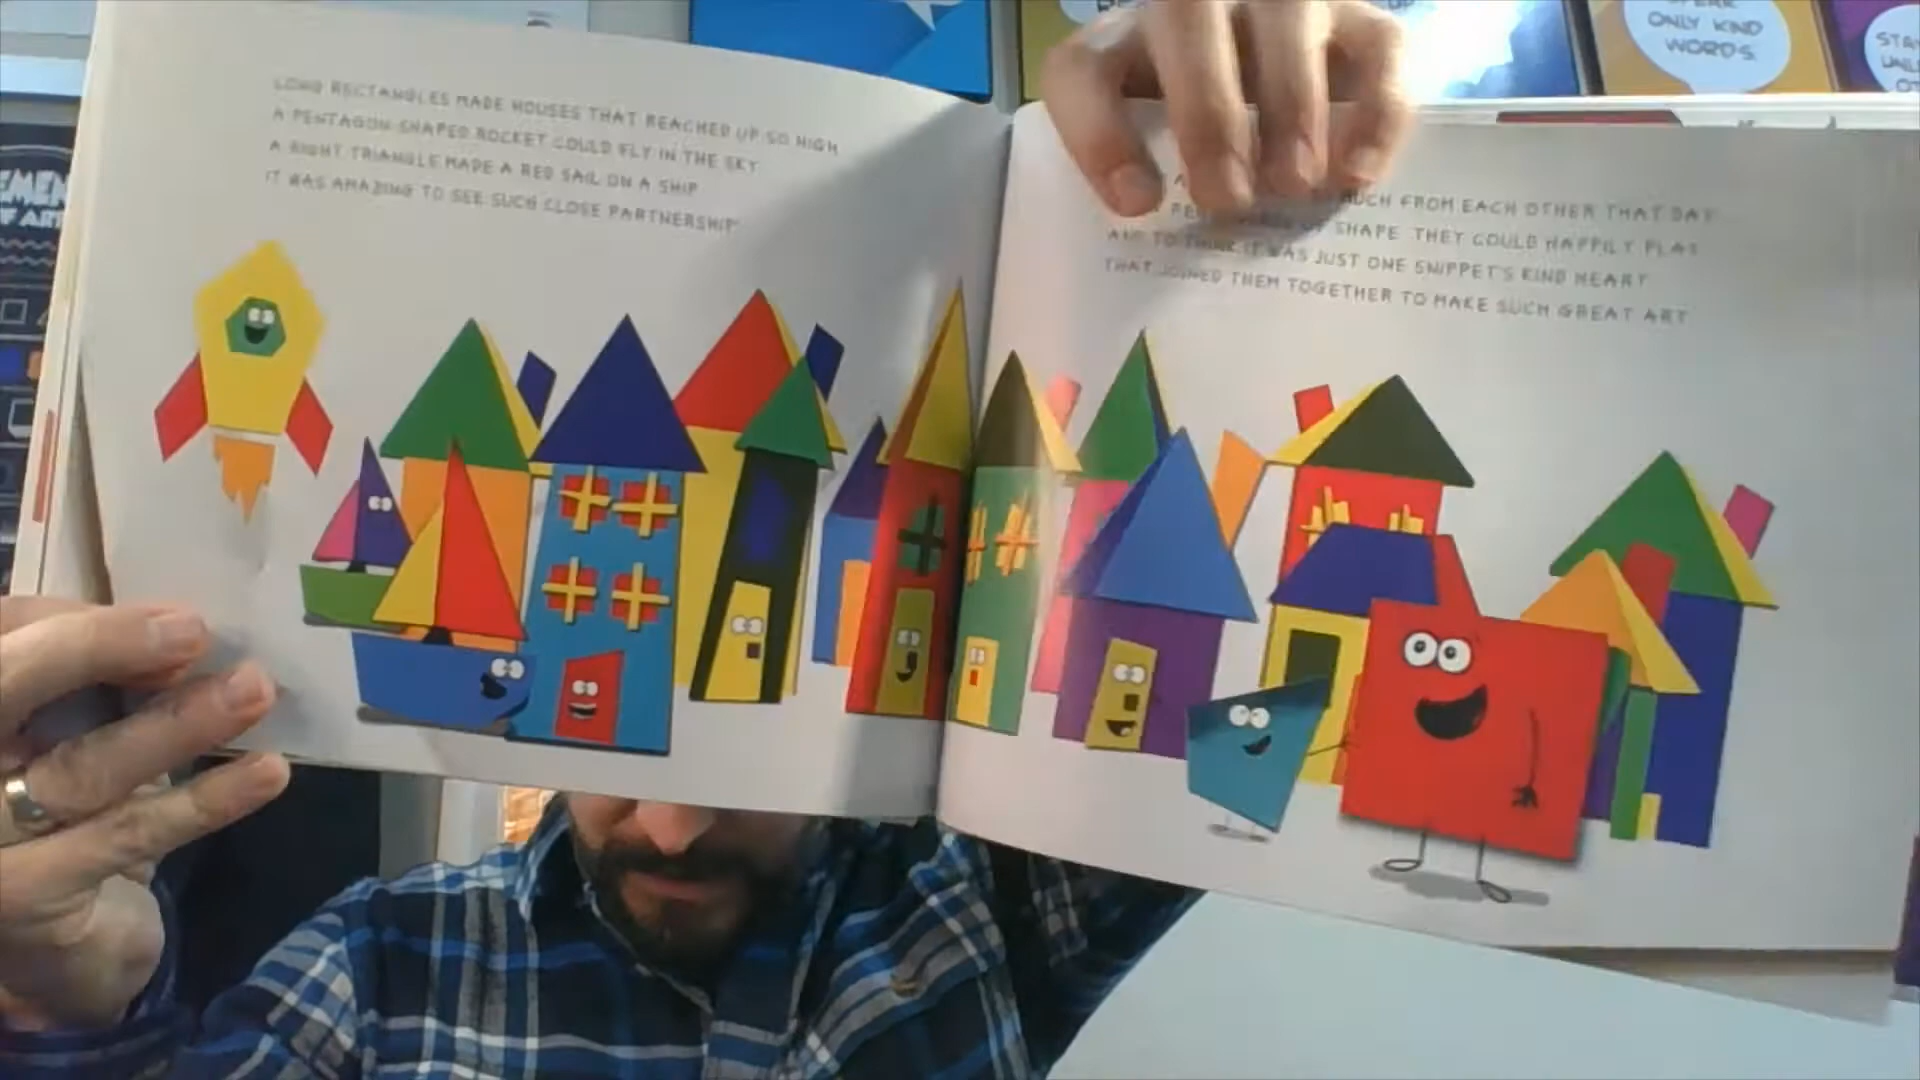 LONG RECTANGLES MADE HOUSES THAT REACHED UP SO HIGH
A PENTAGON-SHAPED ROCKET COULD FLY IN THE SKY
A RIGHT TRIANGLE MADE A RED SAIL ON A SHIP
IT WAS AMAZING TO SEE SUCH CLOSE PARTNERSHIP
MUCH FROM EACH OTHER THAT DAY
OF SHAPE THEY COULD HAPPILY PLAY
AND TO THINK IT WAS JUST ONE SNIPPET'S KIND HEART
THAT JOINED THEM TOGETHER TO MAKE SUCH GREAT ART
ONLY KIND
WORDS